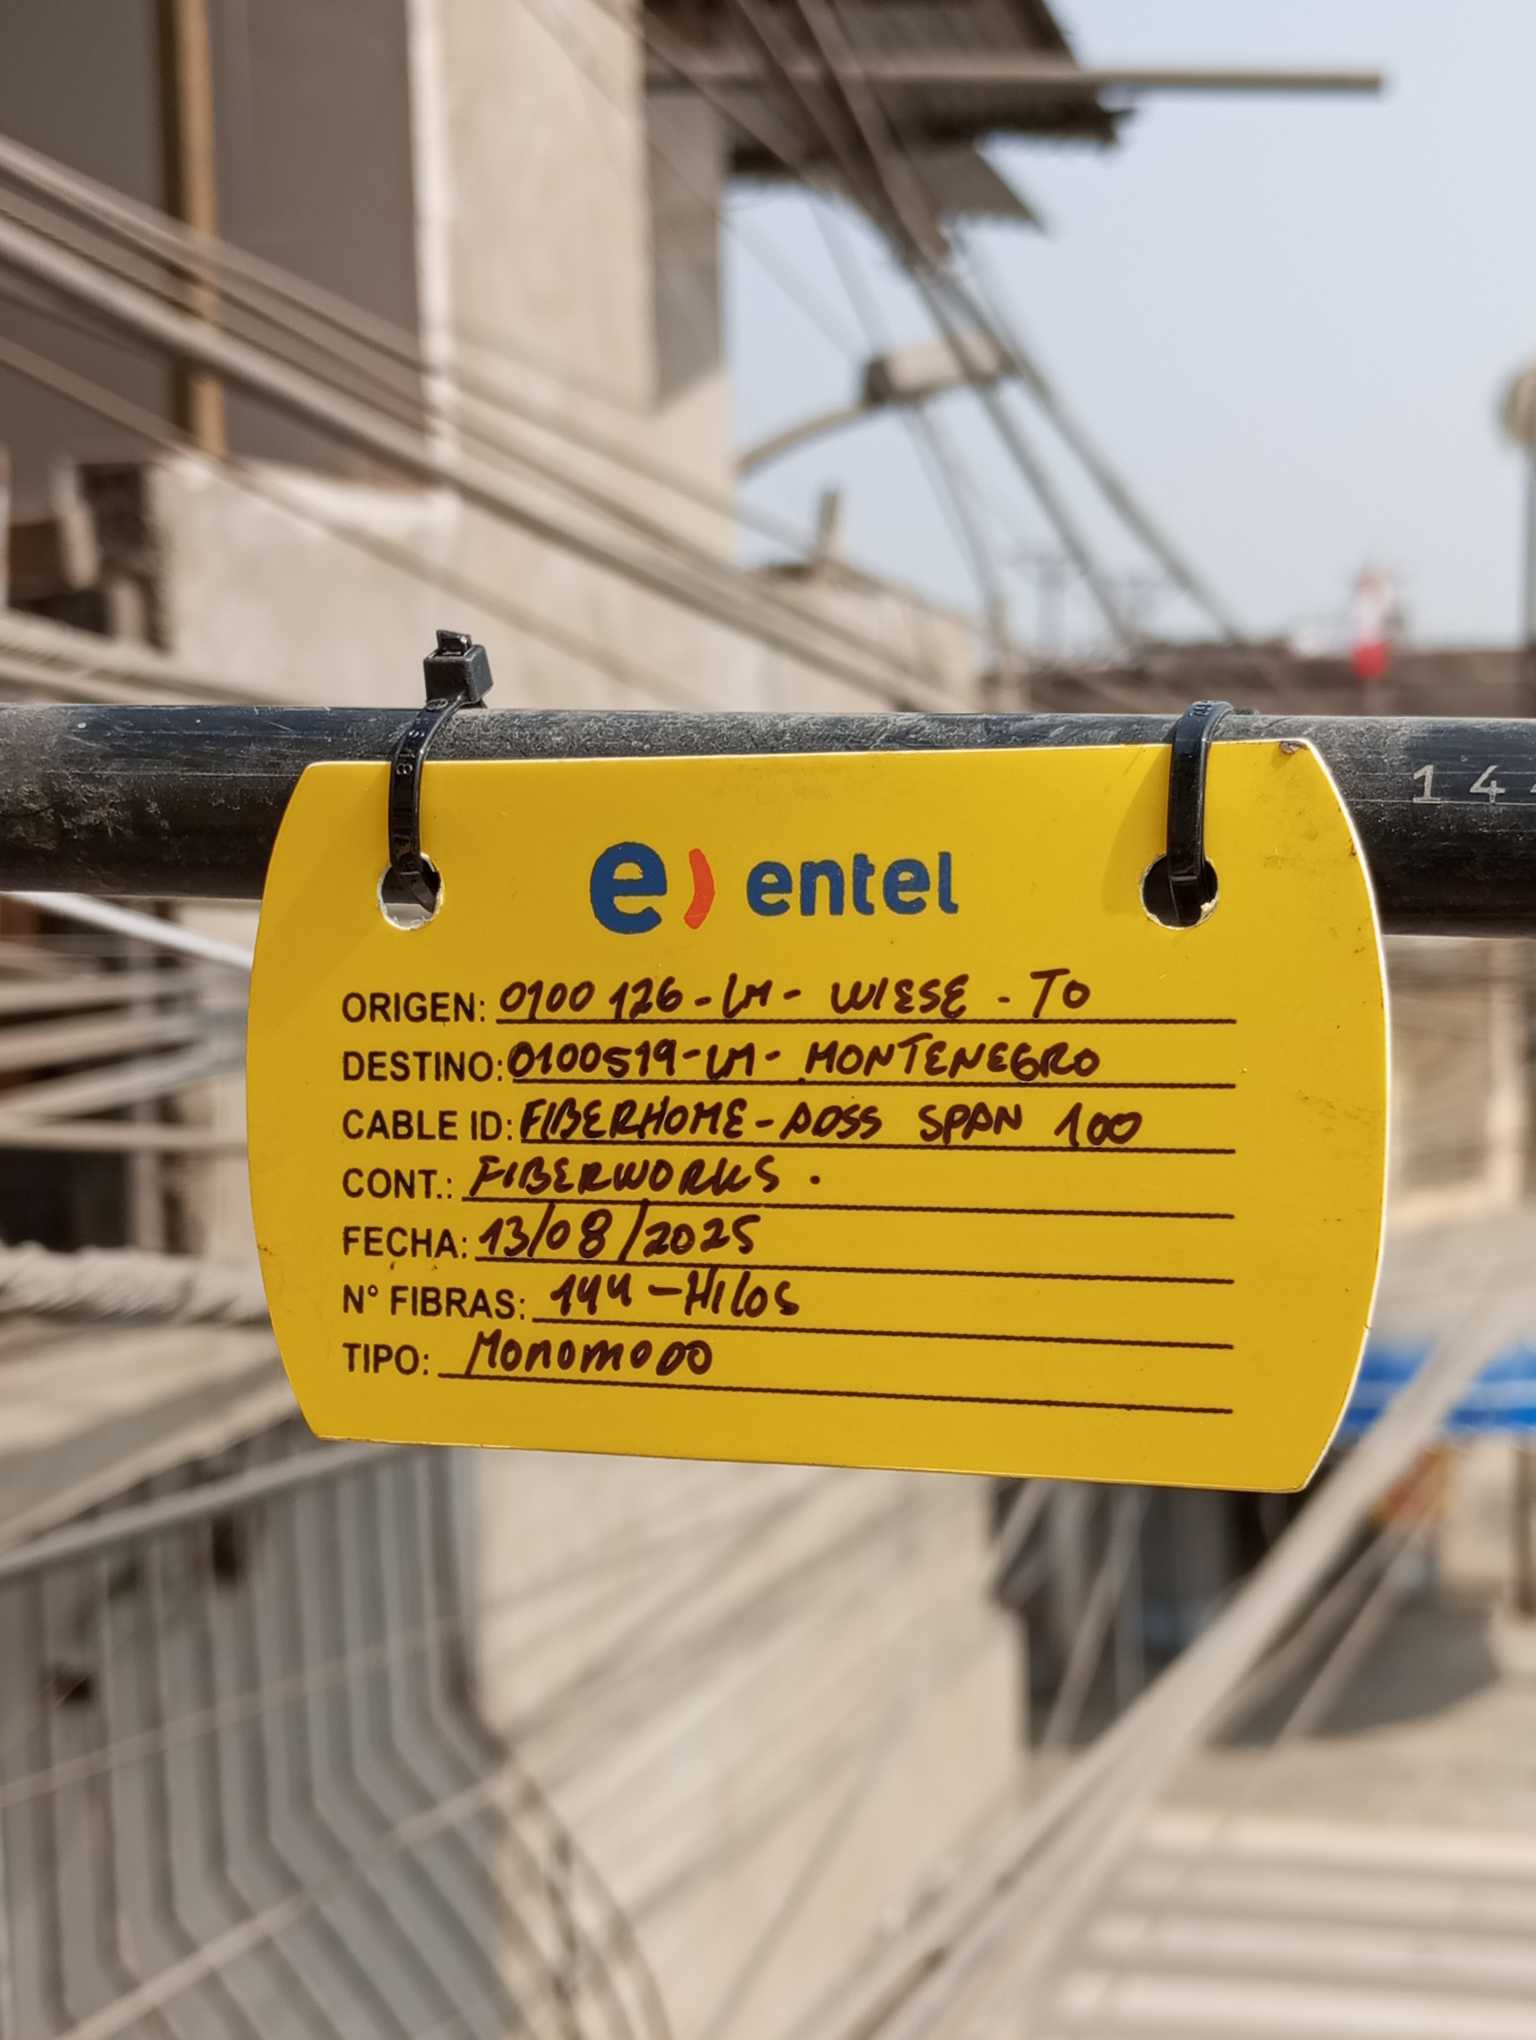 144
e) entel
ORIGEN: 0100126-LM- WIESE - TO
DESTINO: 0100519-LM- MONTENEGRO
CABLE ID: FIBERHOME-ADSS SPAN 100
CONT.: FIBERWORKS.
FECHA: 13/08/2025
N° FIBRAS: 144-Hilos
TIPO: Monomodo